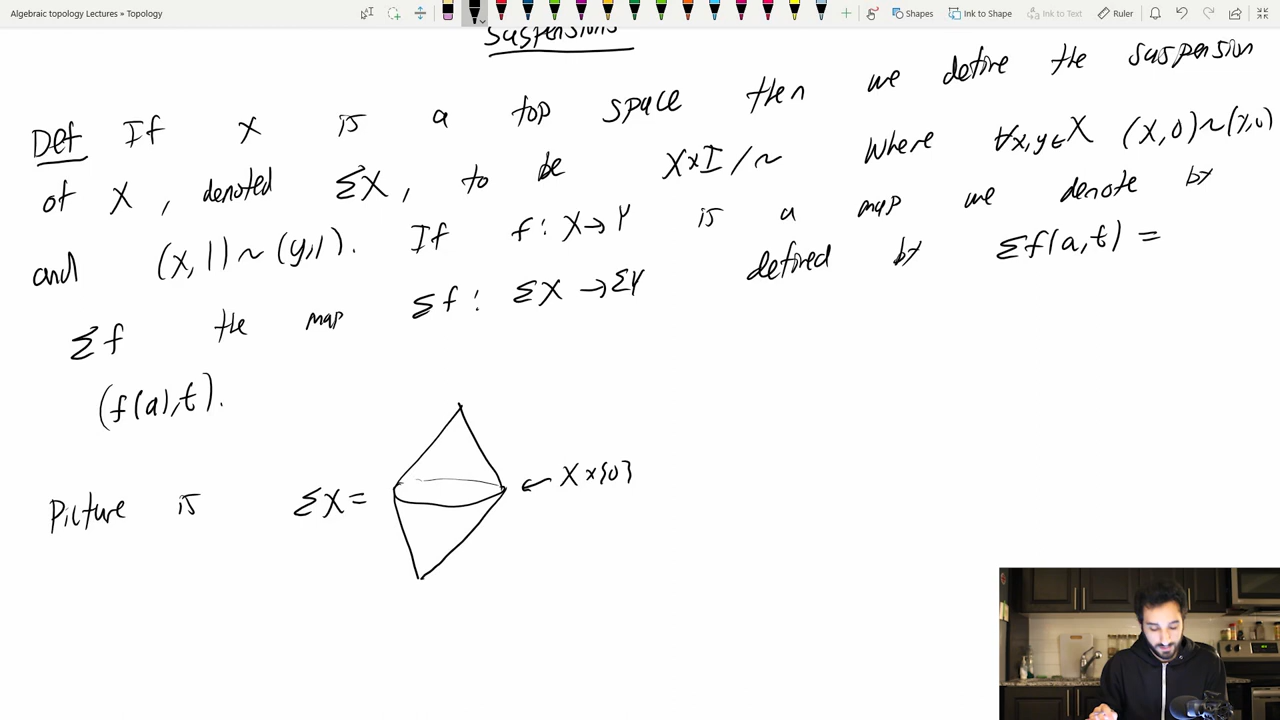 Algebraic topology Lectures » Topology
Shapes Ink to Shape Ink to Text Ruler
Suspensions
Def If X is a top space then we define the suspension
of X, denoted ΣX, to be X×I/~ where ∀x,y∈X (x,0)~(y,0)
and (x,1)~(y,1). If f: X→Y is a map we denote by
Σf the map Σf: ΣX→ΣY defined by Σf(a,t) =
(f(a),t).
Picture is ΣX= ← X×{0}